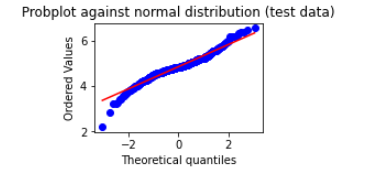 Probplot against normal distribution (test data)
6
4
2
Ordered Values
−2
0
2
Theoretical quantiles